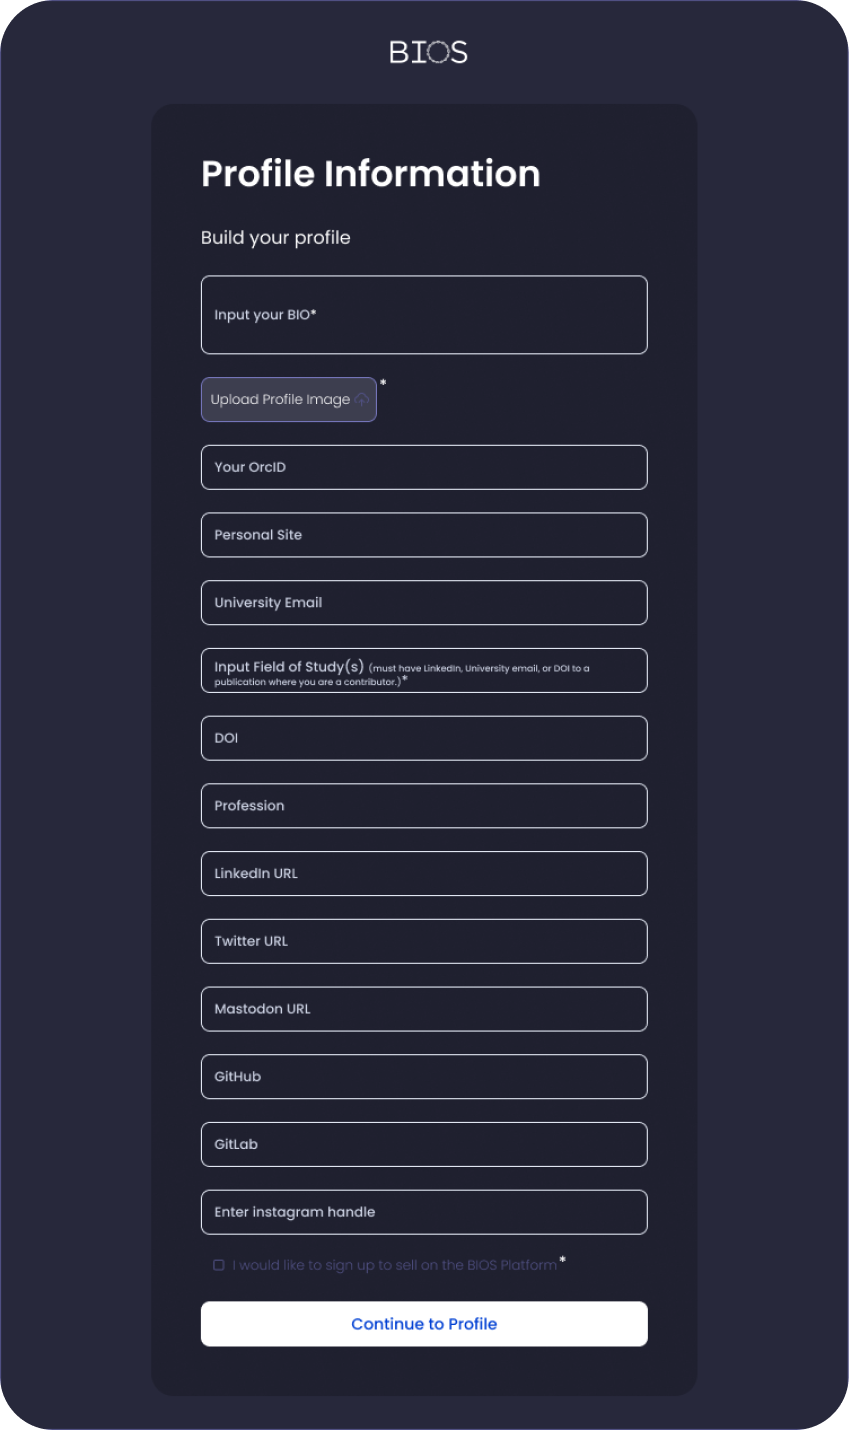 BIOS
Profile Information
Build your profile
Input your BIO*
Upload Profile Image *
Your OrcID
Personal Site
University Email
Input Field of Study(s) (must have LinkedIn, University email, or DOI to a
publication where you are a contributor.)*
DOI
Profession
LinkedIn URL
Twitter URL
Mastodon URL
GitHub
GitLab
Enter instagram handle
I would like to sign up to sell on the BIOS Platform*
Continue to Profile